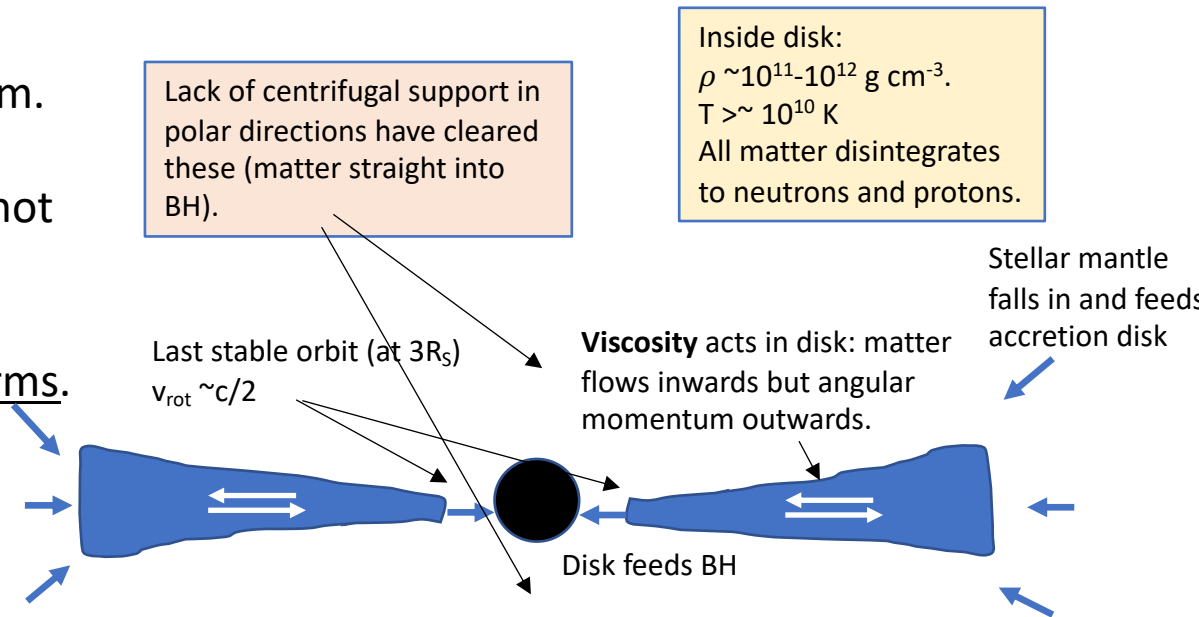 m.
not
rms.
Lack of centrifugal support in
polar directions have cleared
these (matter straight into
BH).
Inside disk:
𝜌 ~10¹¹-10¹² g cm⁻³.
T >~ 10¹⁰ K
All matter disintegrates
to neutrons and protons.
Stellar mantle
falls in and feeds
accretion disk
Last stable orbit (at 3R_S)
v_rot ~c/2
Viscosity acts in disk: matter
flows inwards but angular
momentum outwards.
Disk feeds BH